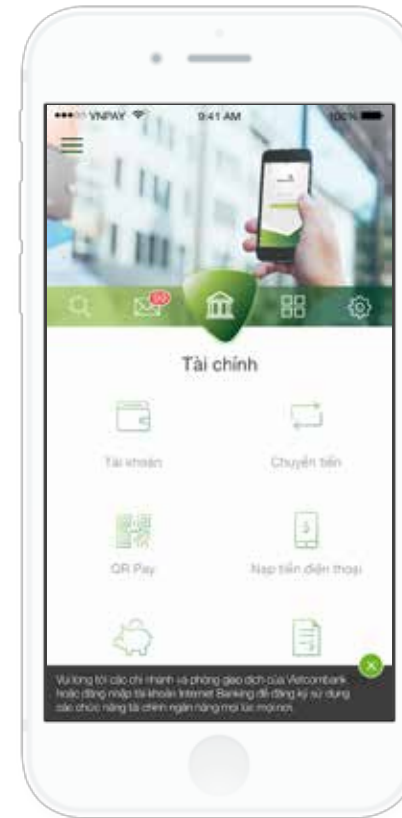 VNPAY
9:41 AM
100%
Tài chính
Tài khoản
Chuyển tiền
QR Pay
Nạp tiền điện thoại
Vui lòng tới các chi nhánh và phòng giao dịch của Vietcombank
hoặc đăng nhập tài khoản Internet Banking để đăng ký sử dụng
các chức năng tài chính ngân hàng mọi lúc mọi nơi.